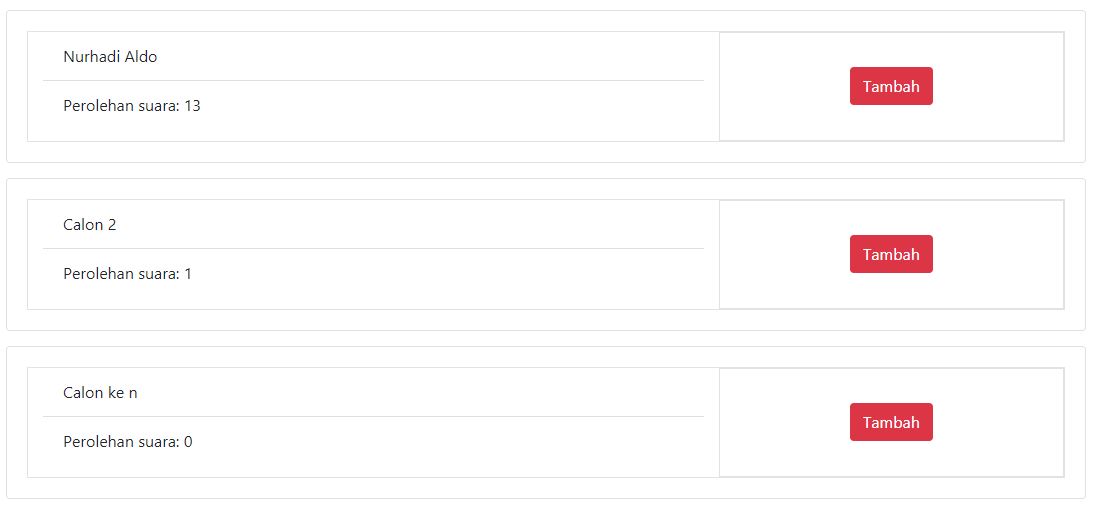 Nurhadi Aldo
Perolehan suara: 13
Tambah
Calon 2
Perolehan suara: 1
Tambah
Calon ke n
Perolehan suara: 0
Tambah